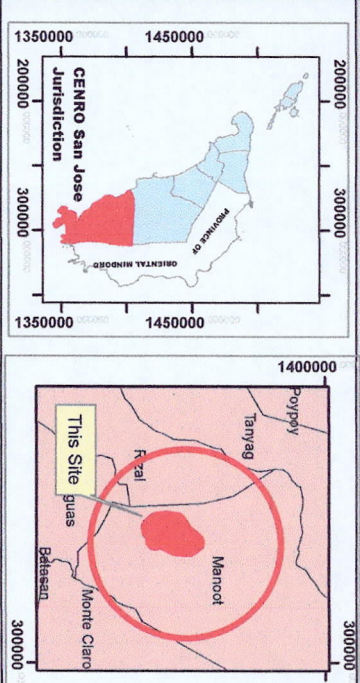 1350000
1450000
200000
200000
CENRO San Jose
Jurisdiction
PROVINCE OF
ORIENTAL MINDORO
300000
300000
1350000
1450000
1400000
Poypoy
Tanyag
Rizal
This Site
guas
Manoot
Batasan
Monte Claro
300000
300000